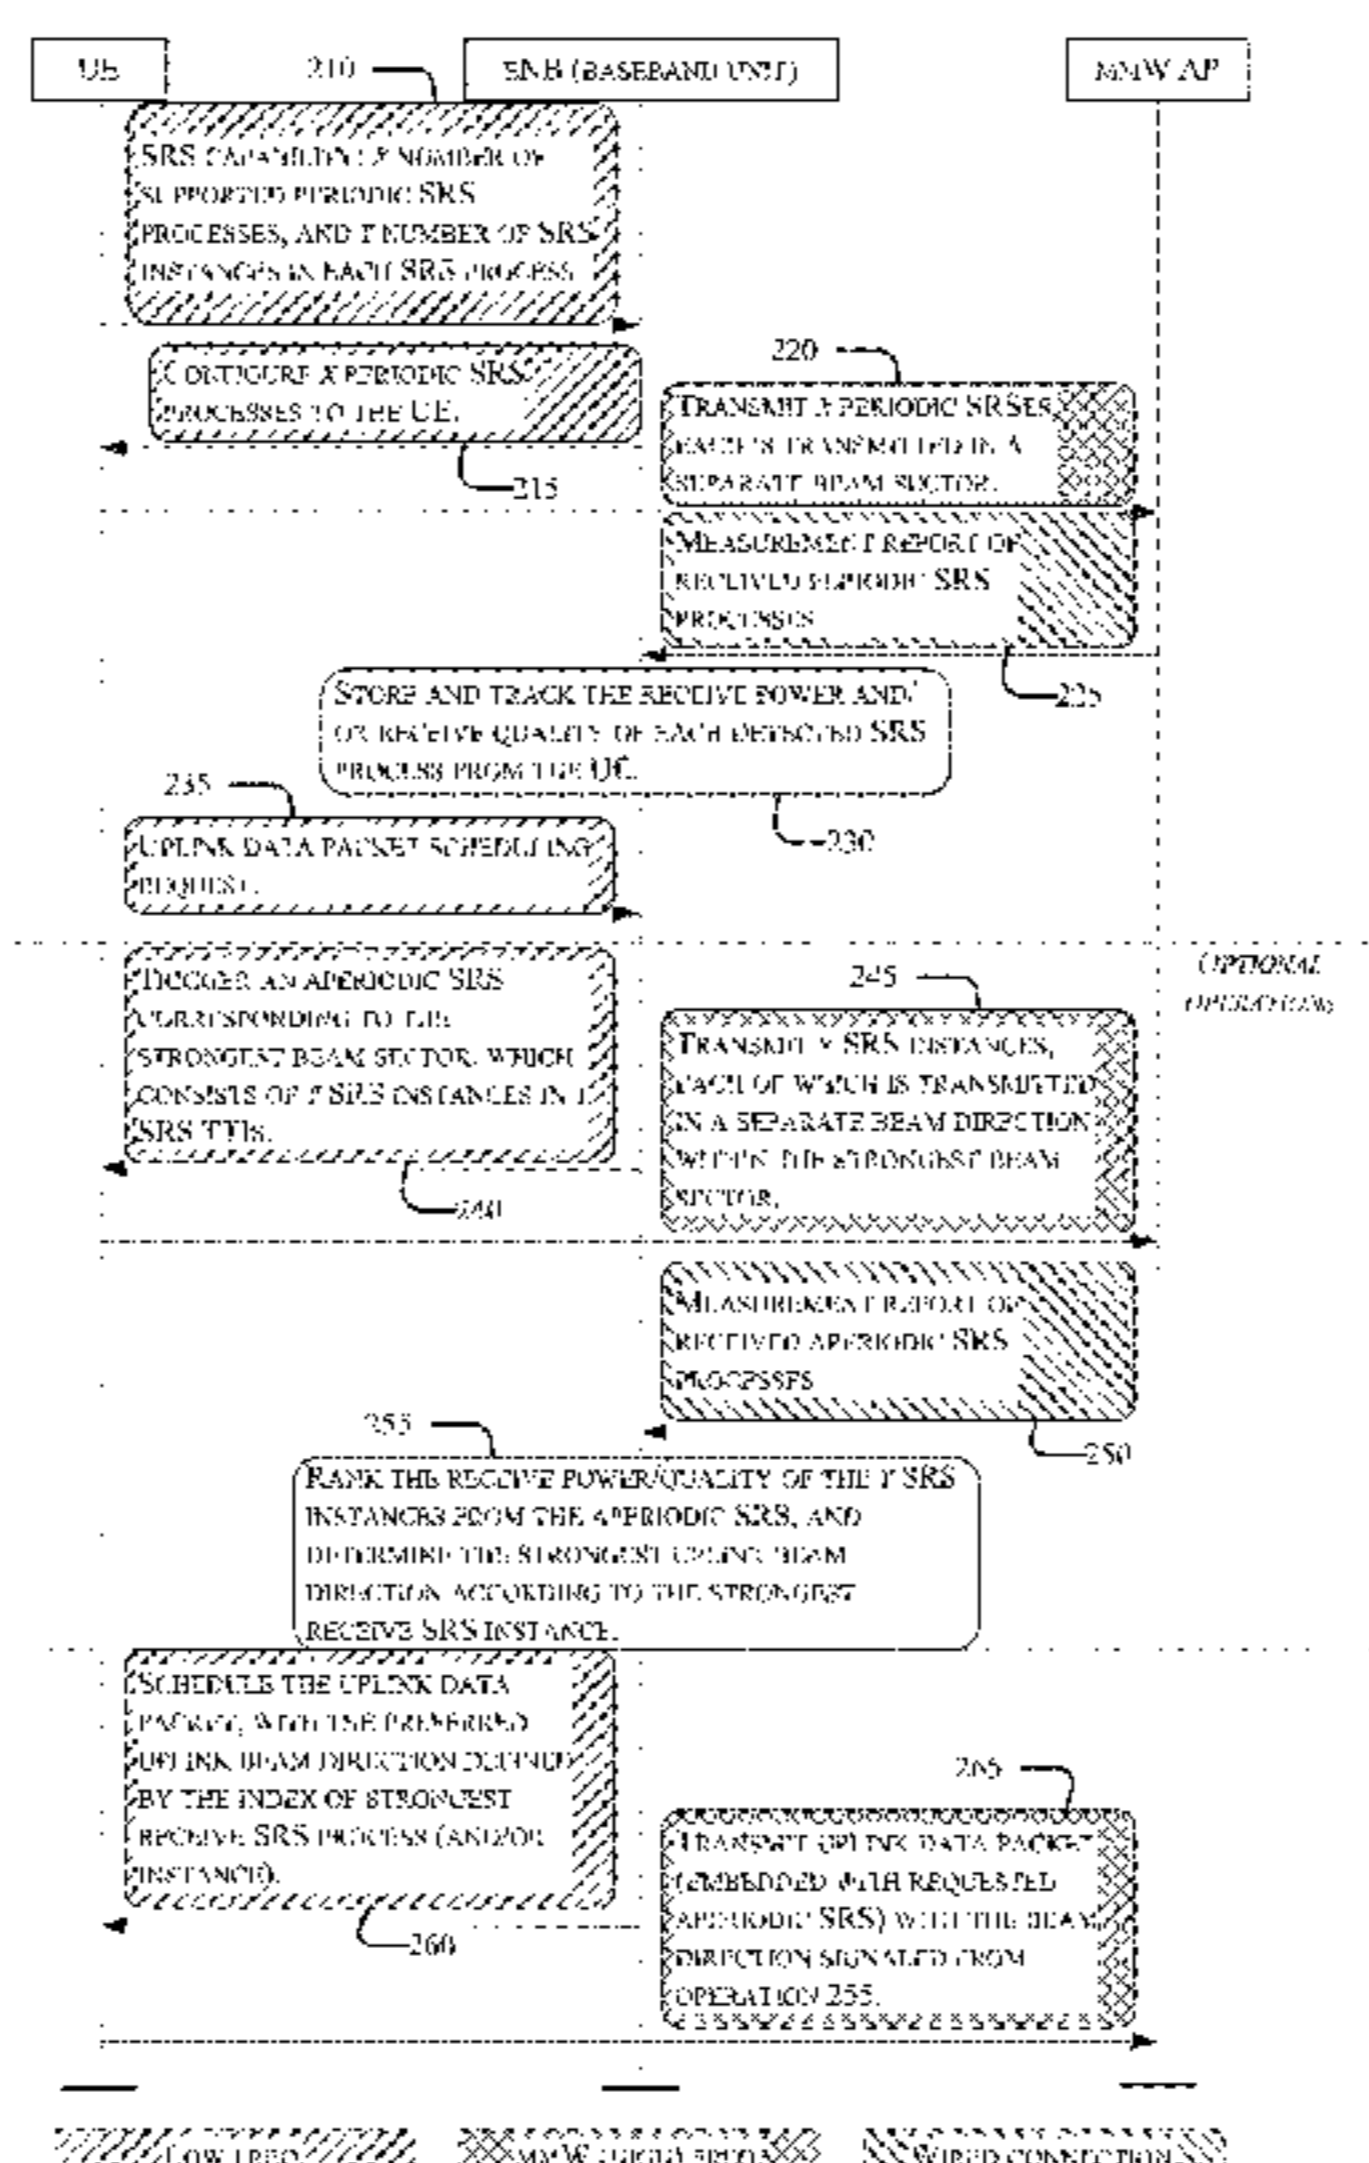 UE
210
ENB (BASEBAND UNIT)
MMW AP
SRS CAPABILITY: X NUMBER OF
SUPPORTED PERIODIC SRS
PROCESSES, AND Y NUMBER OF SRS
INSTANCES IN EACH SRS PROCESS
CONFIGURE X PERIODIC SRS
PROCESSES TO THE UE.
215
220
TRANSMIT X PERIODIC SRSES,
EACH IS TRANSMITTED IN A
SEPARATE BEAM SECTOR.
MEASUREMENT REPORT OF
RECEIVED PERIODIC SRS
PROCESSES
225
STORE AND TRACK THE RECEIVE POWER AND/
OR RECEIVE QUALITY OF EACH DETECTED SRS
PROCESS FROM THE UE.
230
235
UPLINK DATA PACKET SCHEDULING
REQUEST.
OPTIONAL
OPERATIONS
TRIGGER AN APERIODIC SRS
CORRESPONDING TO THE
STRONGEST BEAM SECTOR, WHICH
CONSISTS OF Y SRS INSTANCES IN 1
SRS TTIS.
240
245
TRANSMIT Y SRS INSTANCES,
EACH OF WHICH IS TRANSMITTED
IN A SEPARATE BEAM DIRECTION
WITHIN THE STRONGEST BEAM
SECTOR.
MEASUREMENT REPORT OF
RECEIVED APERIODIC SRS
PROCESSES
250
255
RANK THE RECEIVE POWER/QUALITY OF THE Y SRS
INSTANCES FROM THE APERIODIC SRS, AND
DETERMINE THE STRONGEST UPLINK BEAM
DIRECTION ACCORDING TO THE STRONGEST
RECEIVE SRS INSTANCE.
SCHEDULE THE UPLINK DATA
PACKET, WITH THE PREFERRED
UPLINK BEAM DIRECTION DEFINED
BY THE INDEX OF STRONGEST
RECEIVE SRS PROCESS (AND/OR
INSTANCE).
260
265
TRANSMIT UPLINK DATA PACKET
(EMBEDDED WITH REQUESTED
APERIODIC SRS) WITH THE BEAM
DIRECTION SIGNALED FROM
OPERATION 255.
LOW FREQ
MMW (HIGH FREQ)
WIRED CONNECTION